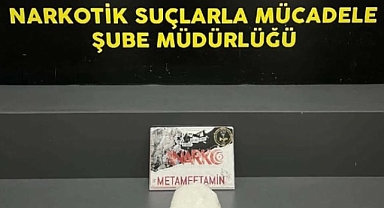 NARKOTİK SUÇLARLA MÜCADELE
ŞUBE MÜDÜRLÜĞÜ
NARKO
METAMFETAMİN